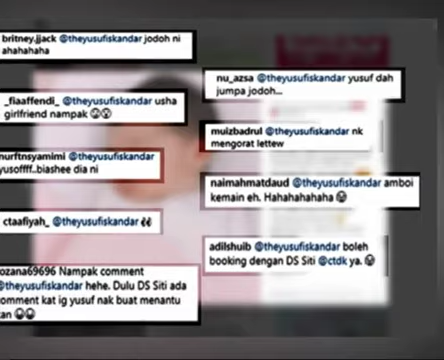 britney.jjack @theyusufiskandar jodoh ni
ahahahaha
nu_azsa @theyusufiskandar yusuf dah
jumpa jodoh...
_fiaaffendi_ @theyusufiskandar usha
girlfriend nampak 😍😍
muizbadrul @theyusufiskandar nk
mengorat lettew
nurftnsyamimi @theyusufiskandar
yusoffff..biashee dia ni
naimahmatdaud @theyusufiskandar amboi
kemain eh. Hahahahahaha 😂
ctaafiyah_ @theyusufiskandar
adilshuib @theyusufiskandar boleh
booking dengan DS Siti @ctdk ya. 😂
ozana69696 Nampak comment
@theyusufiskandar hehe. Dulu DS Siti ada
omment kat ig yusuf nak buat menantu
kan 😀😀